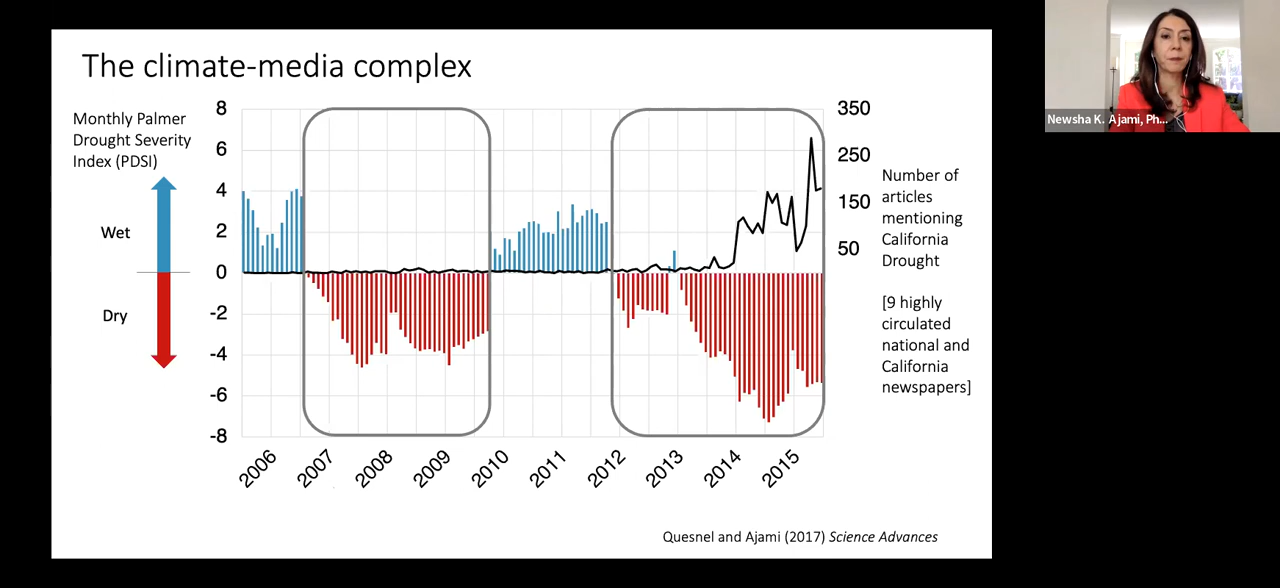 The climate-media complex
Monthly Palmer
Drought Severity
Index (PDSI)
Wet
Dry
8
6
4
2
0
-2
-4
-6
-8
350
250
150
50
2006
2007
2008
2009
2010
2011
2012
2013
2014
2015
Number of
articles
mentioning
California
Drought
[9 highly
circulated
national and
California
newspapers]
Quesnel and Ajami (2017) Science Advances
Newsha K. Ajami, Ph...